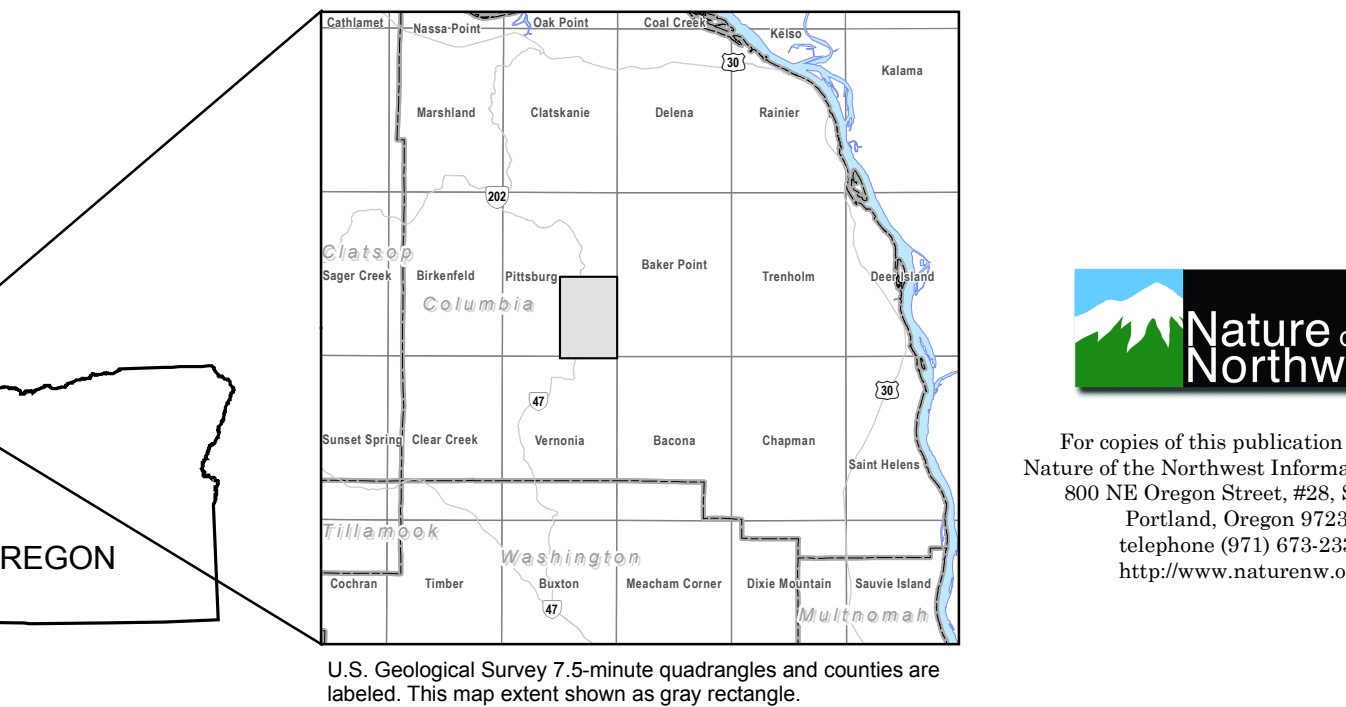 Cathlamet
Nassa Point
Oak Point
Coal Creek
Kelso
30
Kalama
Marshland
Clatskanie
Delena
Rainier
202
Clatsop
Sager Creek
Birkenfeld
Pittsburg
Baker Point
Trenholm
Deer Island
Columbia
47
30
Sunset Spring
Clear Creek
Vernonia
Bacona
Chapman
Saint Helens
Tillamook
Washington
Cochran
Timber
Buxton
Meacham Corner
Dixie Mountain
Sauvie Island
47
Multnomah
REGON
U.S. Geological Survey 7.5-minute quadrangles and counties are
labeled. This map extent shown as gray rectangle.
Nature
Northw
For copies of this publication
Nature of the Northwest Informa
800 NE Oregon Street, #28, S
Portland, Oregon 9723
telephone (971) 673-233
http://www.naturenw.o